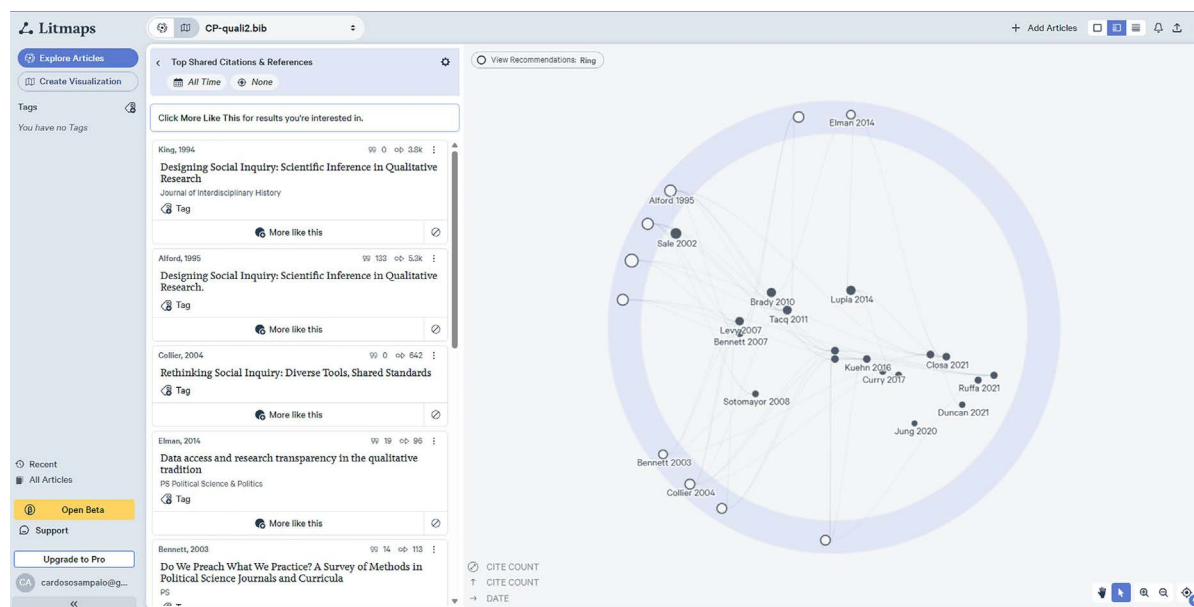 Litmaps
CP-quali2.bib
Add Articles
Explore Articles
Create Visualization
Tags
You have no Tags
Recent
All Articles
Open Beta
Support
Upgrade to Pro
CA
cardososampaio@g...
«
Top Shared Citations & References
All Time
None
Click More Like This for results you're interested in.
King, 1994 0 3.8k
Designing Social Inquiry: Scientific Inference in Qualitative
Research
Journal of Interdisciplinary History
Tag
More like this
Alford, 1995 133 5.3k
Designing Social Inquiry: Scientific Inference in Qualitative
Research.
Tag
More like this
Collier, 2004 0 642
Rethinking Social Inquiry: Diverse Tools, Shared Standards
Tag
More like this
Elman, 2014 19 96
Data access and research transparency in the qualitative
tradition
PS Political Science & Politics
Tag
More like this
Bennett, 2003 14 113
Do We Preach What We Practice? A Survey of Methods in
Political Science Journals and Curricula
PS
View Recommendations: Ring
Elman 2014
Alford 1995
Sale 2002
Brady 2010
Lupia 2014
Tacq 2011
Levy 2007
Bennett 2007
Kuehn 2016
Closa 2021
Curry 2017
Ruffa 2021
Sotomayor 2008
Duncan 2021
Jung 2020
Bennett 2003
Collier 2004
CITE COUNT
↑ CITE COUNT
→ DATE